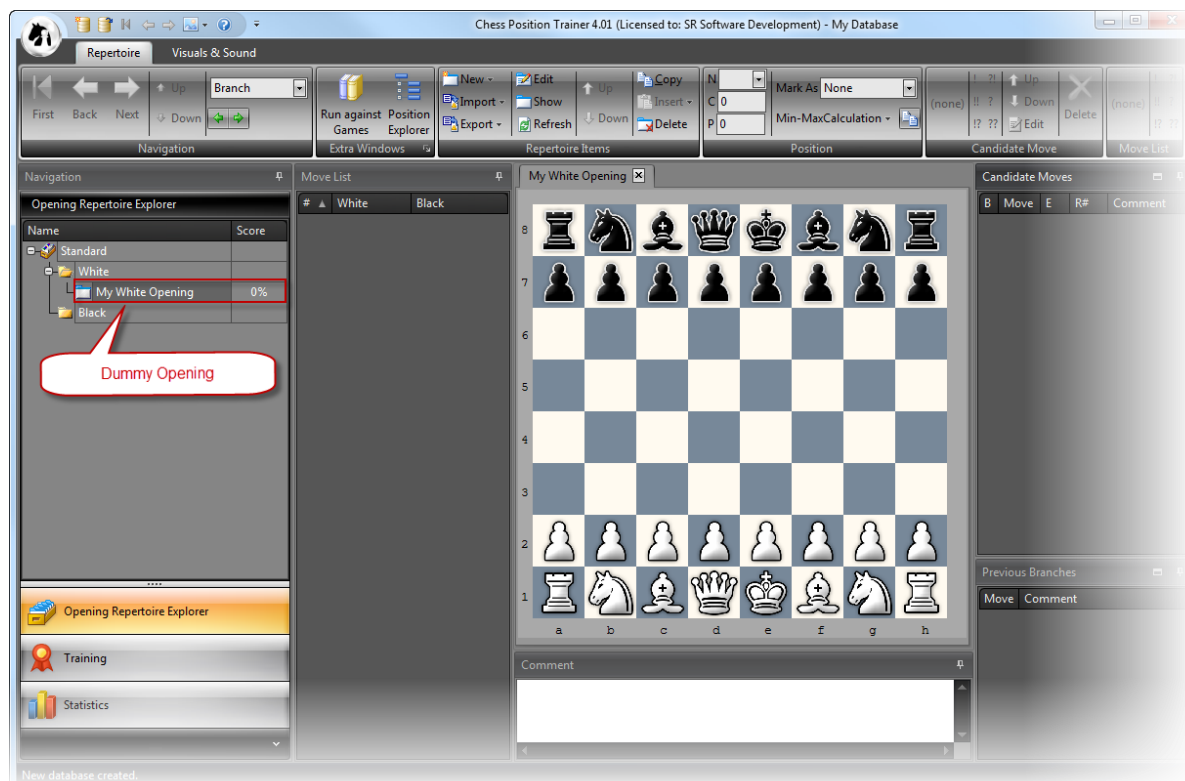 Chess Position Trainer 4.01 (Licensed to: SR Software Development) - My Database
Repertoire Visuals & Sound
First Back Next Up Down Branch
Navigation
Run against Games Position Explorer
Extra Windows
New Import Export Edit Show Refresh Up Down Copy Insert Delete
Repertoire Items
N
C 0
P 0
Mark As None
Min-MaxCalculation
Position
(none) ! ?! !! ? !? ?? Up Down Edit Delete
Candidate Move
(none)
Move List
Navigation
Opening Repertoire Explorer
Name Score
Standard
White
My White Opening 0%
Black
Dummy Opening
Opening Repertoire Explorer
Training
Statistics
Move List
# White Black
My White Opening
8
7
6
5
4
3
2
1
a b c d e f g h
Comment
Candidate Moves
B Move E R# Comment
Previous Branches
Move Comment
New database created.